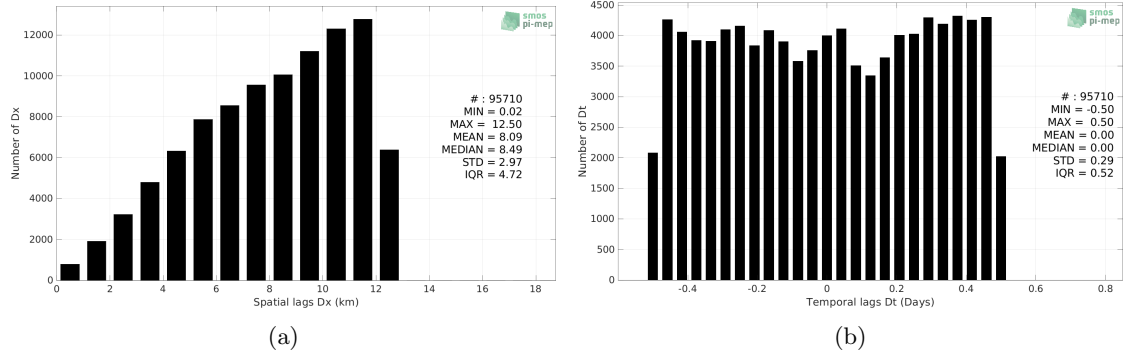 smos
pi-mep
12000
10000
8000
6000
4000
2000
0
Number of Dx
# : 95710
MIN = 0.02
MAX = 12.50
MEAN = 8.09
MEDIAN = 8.49
STD = 2.97
IQR = 4.72
0 2 4 6 8 10 12 14 16 18
Spatial lags Dx (km)
(a)
smos
pi-mep
4500
4000
3500
3000
2500
2000
1500
1000
500
0
Number of Dt
# : 95710
MIN = -0.50
MAX = 0.50
MEAN = 0.00
MEDIAN = 0.00
STD = 0.29
IQR = 0.52
-0.4 -0.2 0 0.2 0.4 0.6 0.8
Temporal lags Dt (Days)
(b)